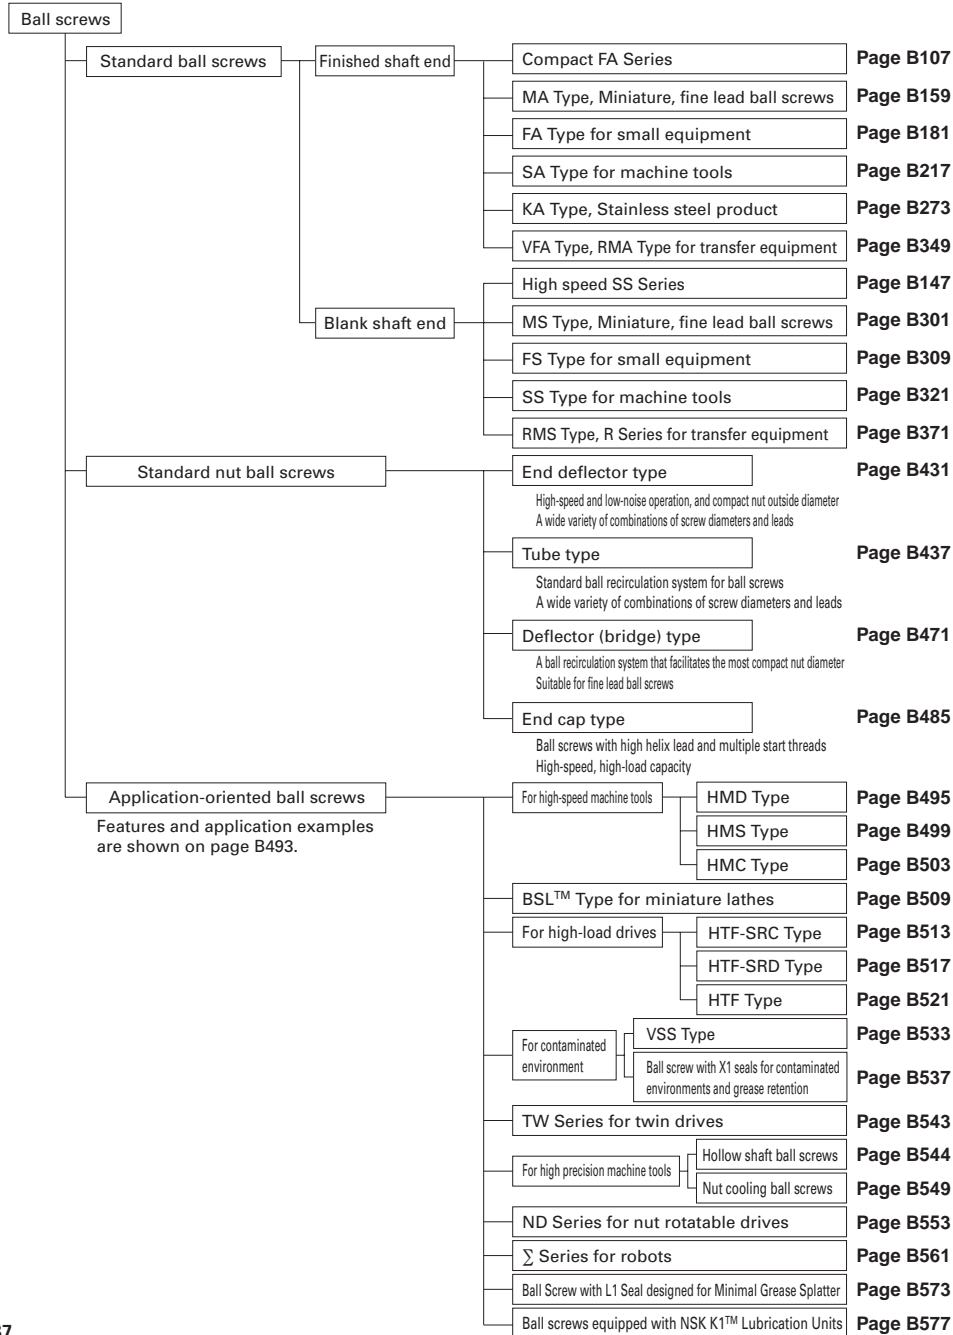 Ball screws
Standard ball screws
Finished shaft end
Compact FA Series
Page B107
MA Type, Miniature, fine lead ball screws
Page B159
FA Type for small equipment
Page B181
SA Type for machine tools
Page B217
KA Type, Stainless steel product
Page B273
VFA Type, RMA Type for transfer equipment
Page B349
Blank shaft end
High speed SS Series
Page B147
MS Type, Miniature, fine lead ball screws
Page B301
FS Type for small equipment
Page B309
SS Type for machine tools
Page B321
RMS Type, R Series for transfer equipment
Page B371
Standard nut ball screws
End deflector type
Page B431
High-speed and low-noise operation, and compact nut outside diameter
A wide variety of combinations of screw diameters and leads
Tube type
Page B437
Standard ball recirculation system for ball screws
A wide variety of combinations of screw diameters and leads
Deflector (bridge) type
Page B471
A ball recirculation system that facilitates the most compact nut diameter
Suitable for fine lead ball screws
End cap type
Page B485
Ball screws with high helix lead and multiple start threads
High-speed, high-load capacity
Application-oriented ball screws
Features and application examples
are shown on page B493.
For high-speed machine tools
HMD Type
Page B495
HMS Type
Page B499
HMC Type
Page B503
BSL™ Type for miniature lathes
Page B509
For high-load drives
HTF-SRC Type
Page B513
HTF-SRD Type
Page B517
HTF Type
Page B521
For contaminated
environment
VSS Type
Page B533
Ball screw with X1 seals for contaminated
environments and grease retention
Page B537
TW Series for twin drives
Page B543
For high precision machine tools
Hollow shaft ball screws
Page B544
Nut cooling ball screws
Page B549
ND Series for nut rotatable drives
Page B553
∑ Series for robots
Page B561
Ball Screw with L1 Seal designed for Minimal Grease Splatter
Page B573
Ball screws equipped with NSK K1™ Lubrication Units
Page B577